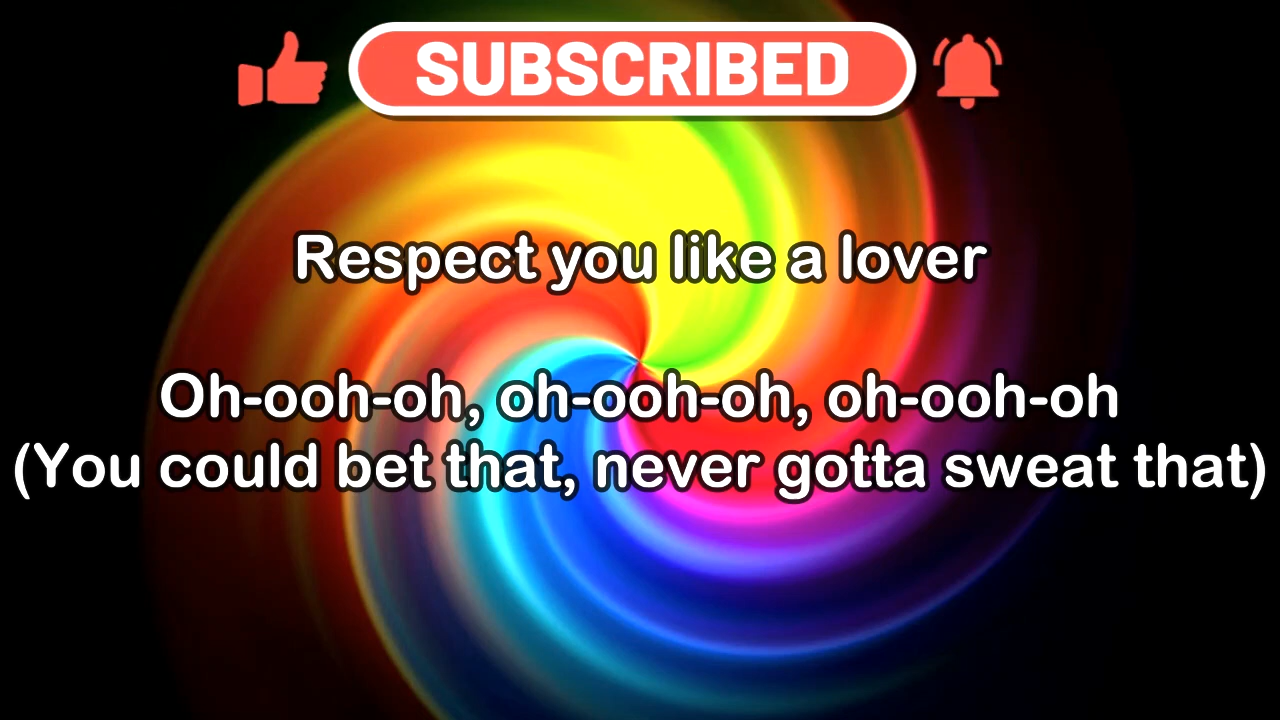 SUBSCRIBED
Respect you like a lover
Oh-ooh-oh, oh-ooh-oh, oh-ooh-oh
(You could bet that, never gotta sweat that)